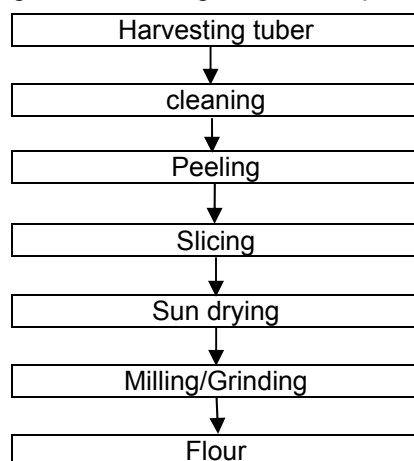 Harvesting tuber
cleaning
Peeling
Slicing
Sun drying
Milling/Grinding
Flour